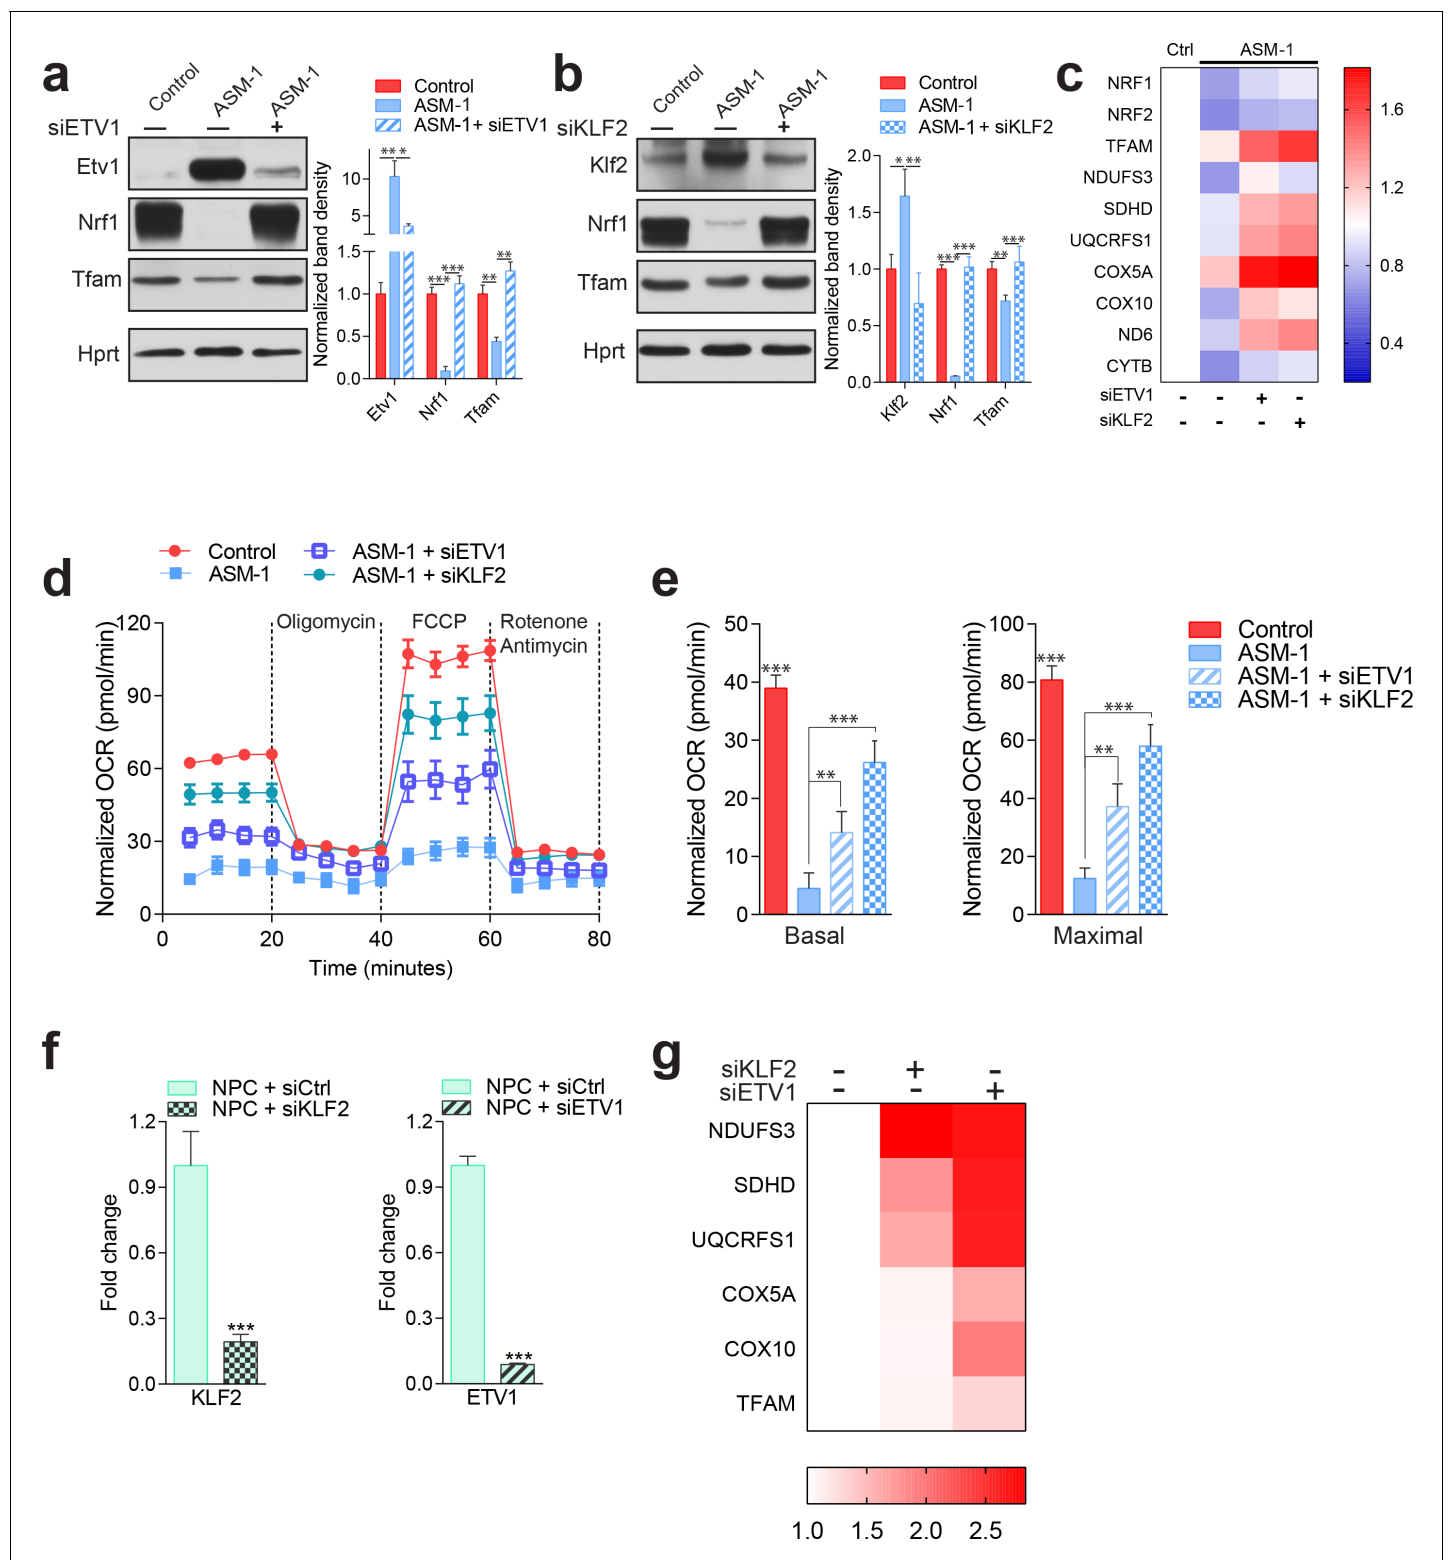 a
Control
ASM-1
ASM-1
siETV1 — — +
Etv1
Nrf1
Tfam
Hprt
Control
ASM-1
ASM-1+ siETV1
Normalized band density
10
5
1.5
1.0
0.5
0.0
** *
*** ***
** **
Etv1
Nrf1
Tfam
b
Control
ASM-1
ASM-1
siKLF2 — — +
Klf2
Nrf1
Tfam
Hprt
Control
ASM-1
ASM-1 + siKLF2
Normalized band density
2.0
1.5
1.0
0.5
0.0
* **
*** ***
** ***
Klf2
Nrf1
Tfam
c
Ctrl ASM-1
NRF1
NRF2
TFAM
NDUFS3
SDHD
UQCRFS1
COX5A
COX10
ND6
CYTB
siETV1 - - + -
siKLF2 - - - +
1.6
1.2
0.8
0.4
d
Control
ASM-1
ASM-1 + siETV1
ASM-1 + siKLF2
Oligomycin
FCCP
Rotenone
Antimycin
Normalized OCR (pmol/min)
120
90
60
30
0
0 20 40 60 80
Time (minutes)
e
Normalized OCR (pmol/min)
50
40
30
20
10
0
***
**
***
Basal
Normalized OCR (pmol/min)
100
80
60
40
20
0
***
**
***
Maximal
Control
ASM-1
ASM-1 + siETV1
ASM-1 + siKLF2
f
NPC + siCtrl
NPC + siKLF2
Fold change
1.2
0.9
0.6
0.3
0.0
***
KLF2
NPC + siCtrl
NPC + siETV1
Fold change
1.2
0.9
0.6
0.3
0.0
***
ETV1
g
siKLF2 - + -
siETV1 - - +
NDUFS3
SDHD
UQCRFS1
COX5A
COX10
TFAM
1.0 1.5 2.0 2.5